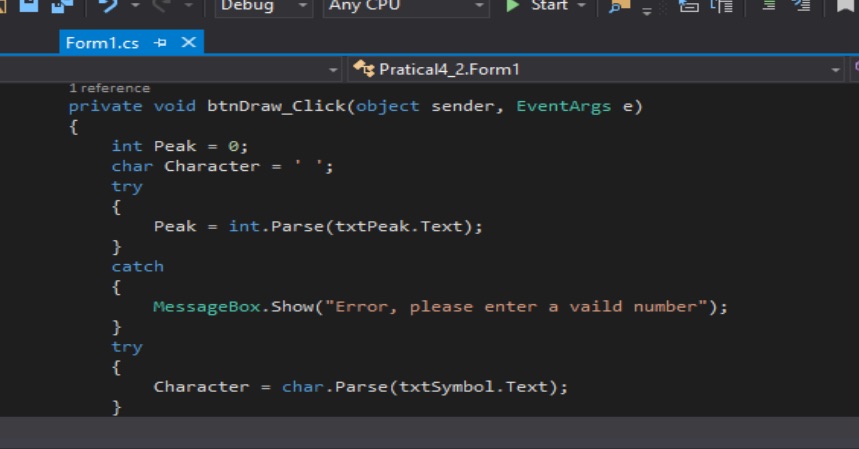 Debug Any CPU Start
Form1.cs
Pratical4_2.Form1
1 reference
private void btnDraw_Click(object sender, EventArgs e)
{
int Peak = 0;
char Character = ' ';
try
{
Peak = int.Parse(txtPeak.Text);
}
catch
{
MessageBox.Show("Error, please enter a vaild number");
}
try
{
Character = char.Parse(txtSymbol.Text);
}